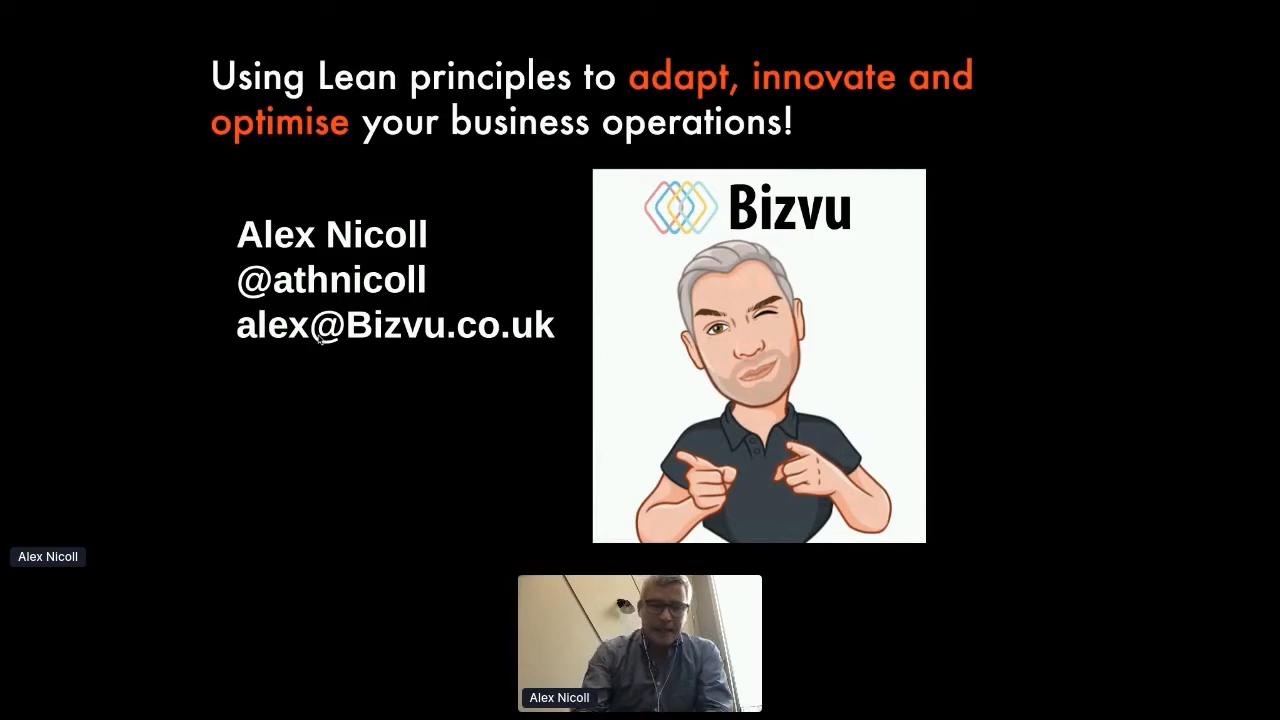 Using Lean principles to adapt, innovate and
optimise your business operations!
Bizvu
Alex Nicoll
@athnicoll
alex@Bizvu.co.uk
Alex Nicoll
Alex Nicoll